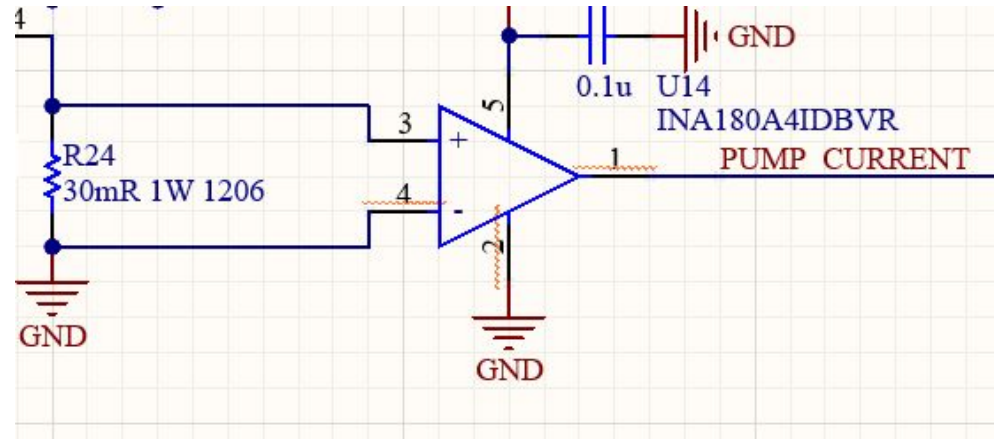 4
GND
0.1u
U14
INA180A4IDBVR
5
3
+
R24
30mR 1W 1206
1
PUMP CURRENT
4
-
2
GND
GND